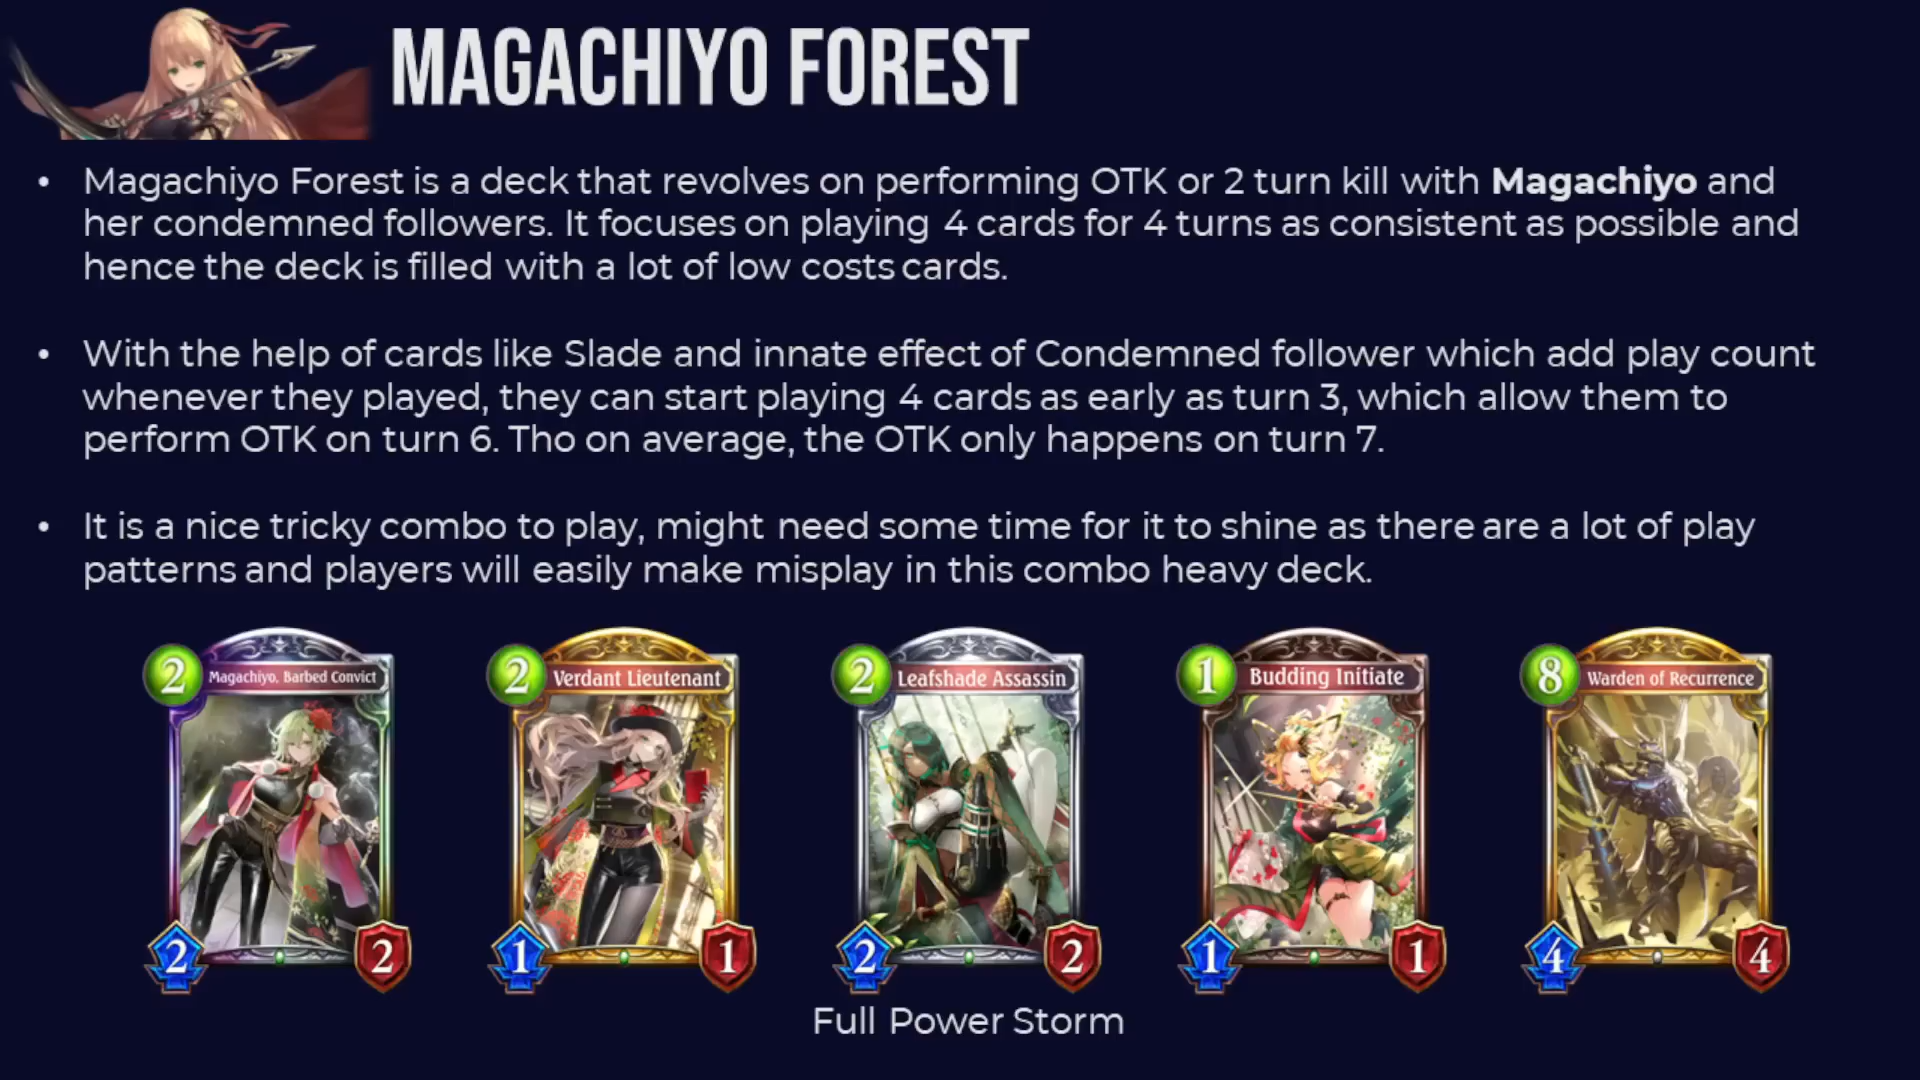 MAGACHIYO FOREST
• Magachiyo Forest is a deck that revolves on performing OTK or 2 turn kill with Magachiyo and
her condemned followers. It focuses on playing 4 cards for 4 turns as consistent as possible and
hence the deck is filled with a lot of low costs cards.
• With the help of cards like Slade and innate effect of Condemned follower which add play count
whenever they played, they can start playing 4 cards as early as turn 3, which allow them to
perform OTK on turn 6. Tho on average, the OTK only happens on turn 7.
• It is a nice tricky combo to play, might need some time for it to shine as there are a lot of play
patterns and players will easily make misplay in this combo heavy deck.
2 Magachiyo, Barbed Convict
2 Verdant Lieutenant
2 Leafshade Assassin
1 Budding Initiate
8 Warden of Recurrence
2 2
1 1
2 2
1 1
4 4
Full Power Storm